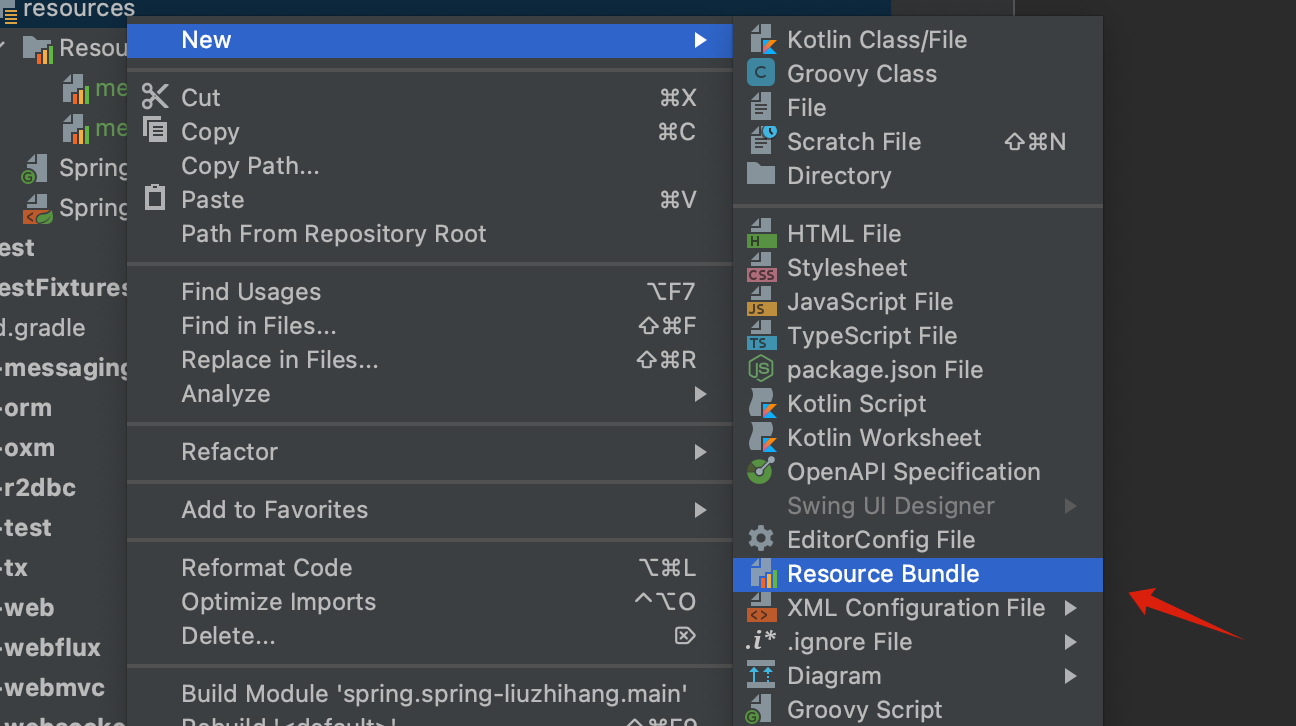 resources
Resou
me
me
Spring
Spring
est
estFixtures
d.gradle
-messaging
-orm
-oxm
-r2dbc
-test
-tx
-web
-webflux
-webmvc
New
Cut ⌘X
Copy ⌘C
Copy Path...
Paste ⌘V
Path From Repository Root
Find Usages ⌥F7
Find in Files... ⇧⌘F
Replace in Files... ⇧⌘R
Analyze
Refactor
Add to Favorites
Reformat Code ⌥⌘L
Optimize Imports ^⌥O
Delete... ⌦
Build Module 'spring.spring-liuzhihang.main'
Rebuild '<default>' ⇧⌘F9
Kotlin Class/File
C Groovy Class
File
Scratch File ⇧⌘N
Directory
H HTML File
CSS Stylesheet
JS JavaScript File
TS TypeScript File
JS package.json File
Kotlin Script
Kotlin Worksheet
OpenAPI Specification
Swing UI Designer
EditorConfig File
Resource Bundle
<> XML Configuration File
.i* .ignore File
Diagram
G Groovy Script